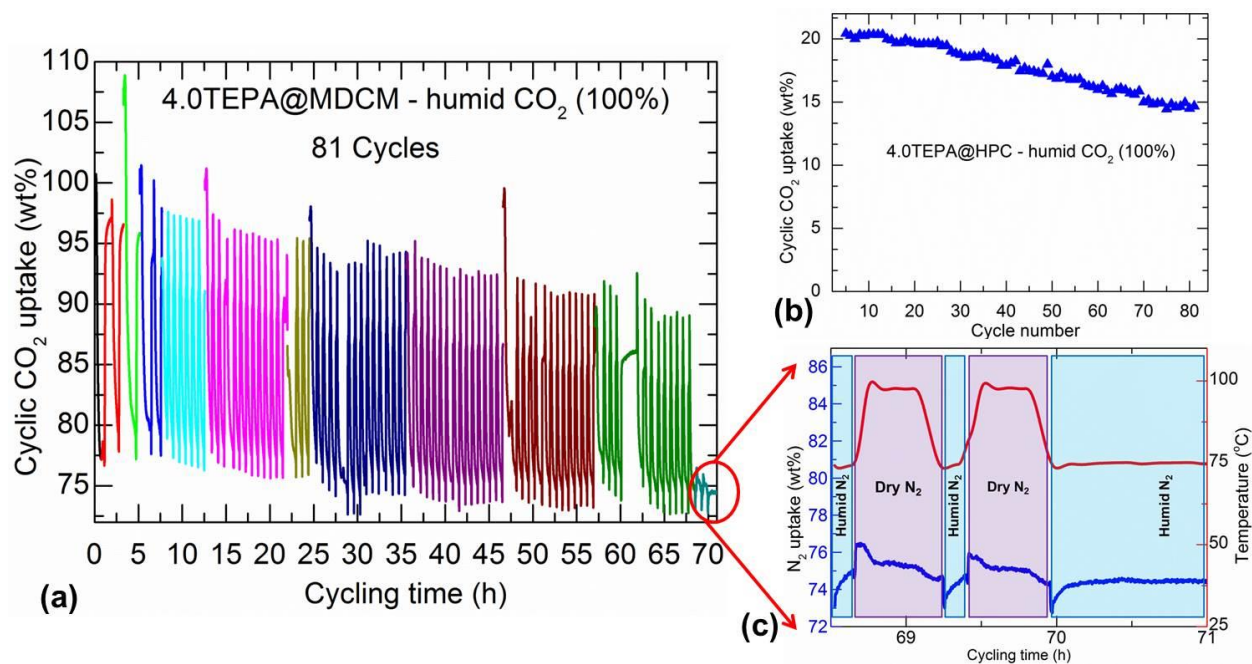 4.0TEPA@MDCM - humid CO₂ (100%)
81 Cycles
Cyclic CO₂ uptake (wt%)
110
105
100
95
90
85
80
75
0 5 10 15 20 25 30 35 40 45 50 55 60 65 70
Cycling time (h)
(a)
Cyclic CO₂ uptake (wt%)
20
15
10
5
0
4.0TEPA@HPC - humid CO₂ (100%)
10 20 30 40 50 60 70 80
Cycle number
(b)
N₂ uptake (wt%)
86
84
82
80
78
76
74
72
Humid N₂
Dry N₂
Humid N₂
Dry N₂
Humid N₂
100
75
50
25
Temperature (°C)
69 70 71
Cycling time (h)
(c)